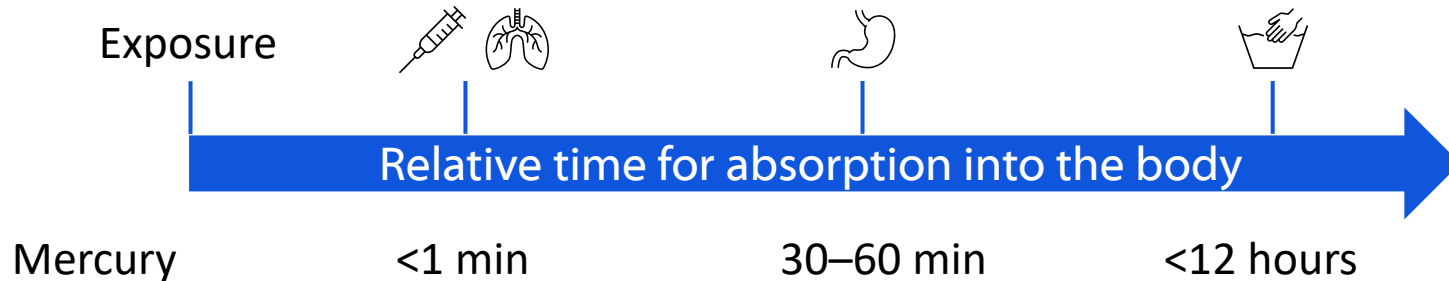 Exposure
Relative time for absorption into the body
Mercury <1 min 30–60 min <12 hours